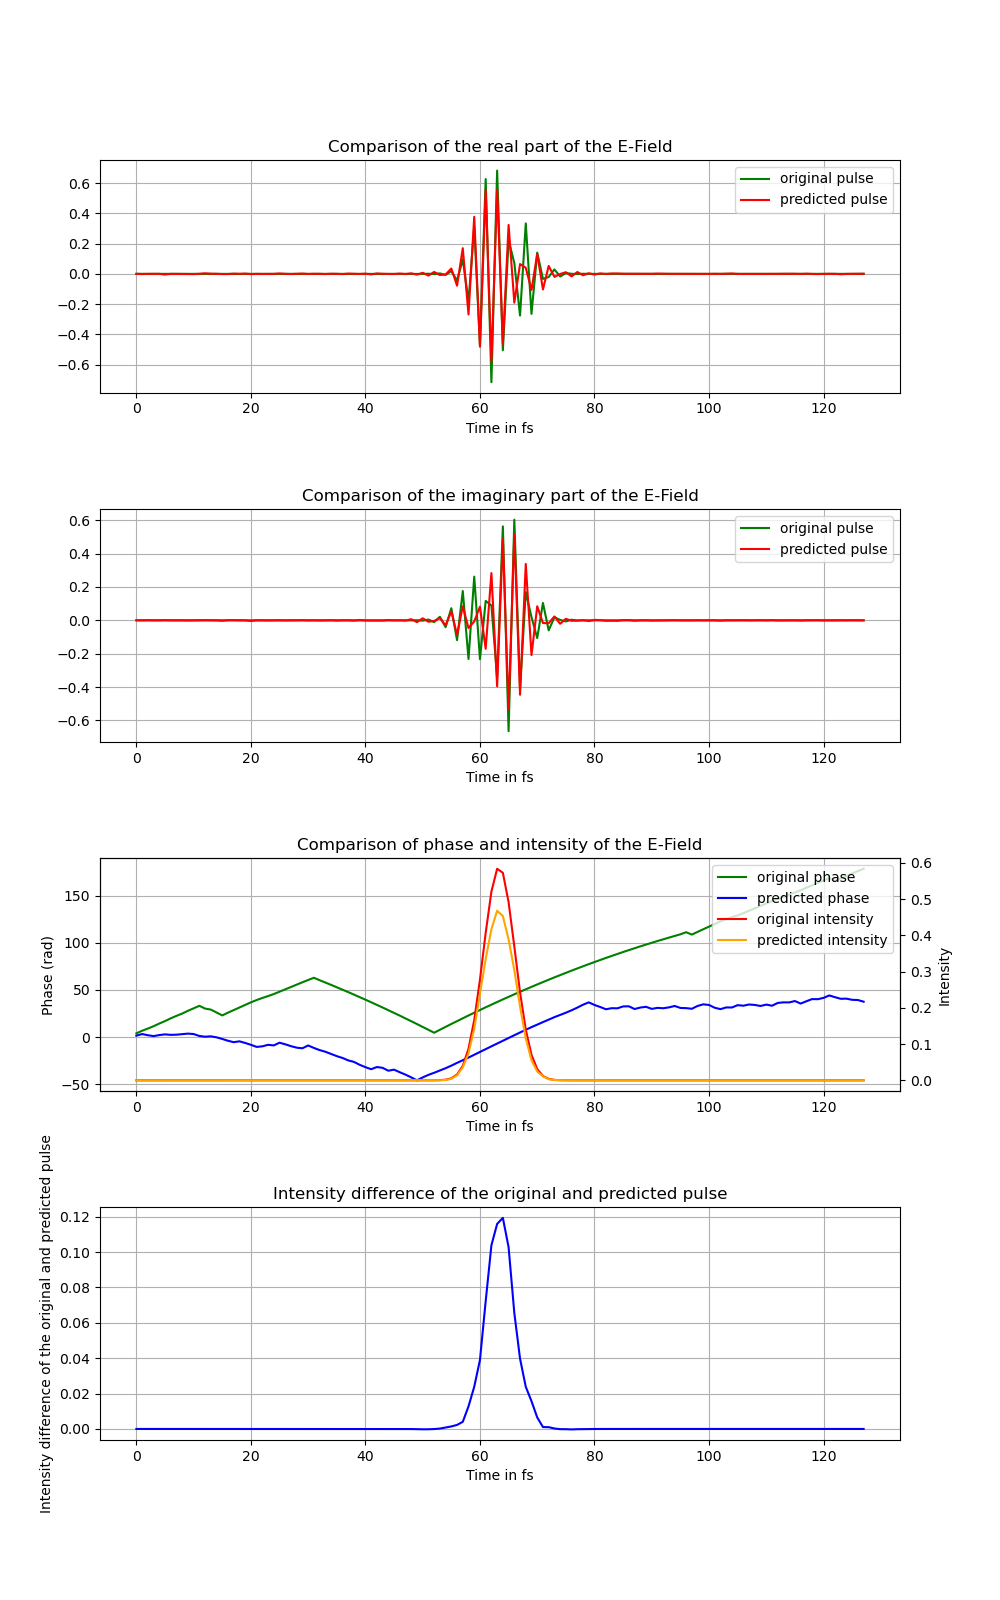 Comparison of the real part of the E-Field
original pulse
predicted pulse
0.6
0.4
0.2
0.0
−0.2
−0.4
−0.6
0 20 40 60 80 100 120
Time in fs
Comparison of the imaginary part of the E-Field
original pulse
predicted pulse
0.6
0.4
0.2
0.0
−0.2
−0.4
−0.6
0 20 40 60 80 100 120
Time in fs
Comparison of phase and intensity of the E-Field
original phase
predicted phase
original intensity
predicted intensity
Phase (rad)
150
100
50
0
−50
0.6
0.5
0.4
0.3
0.2
0.1
0.0
Intensity
0 20 40 60 80 100 120
Time in fs
Intensity difference of the original and predicted pulse
Intensity difference of the original and predicted pulse
0.12
0.10
0.08
0.06
0.04
0.02
0.00
0 20 40 60 80 100 120
Time in fs